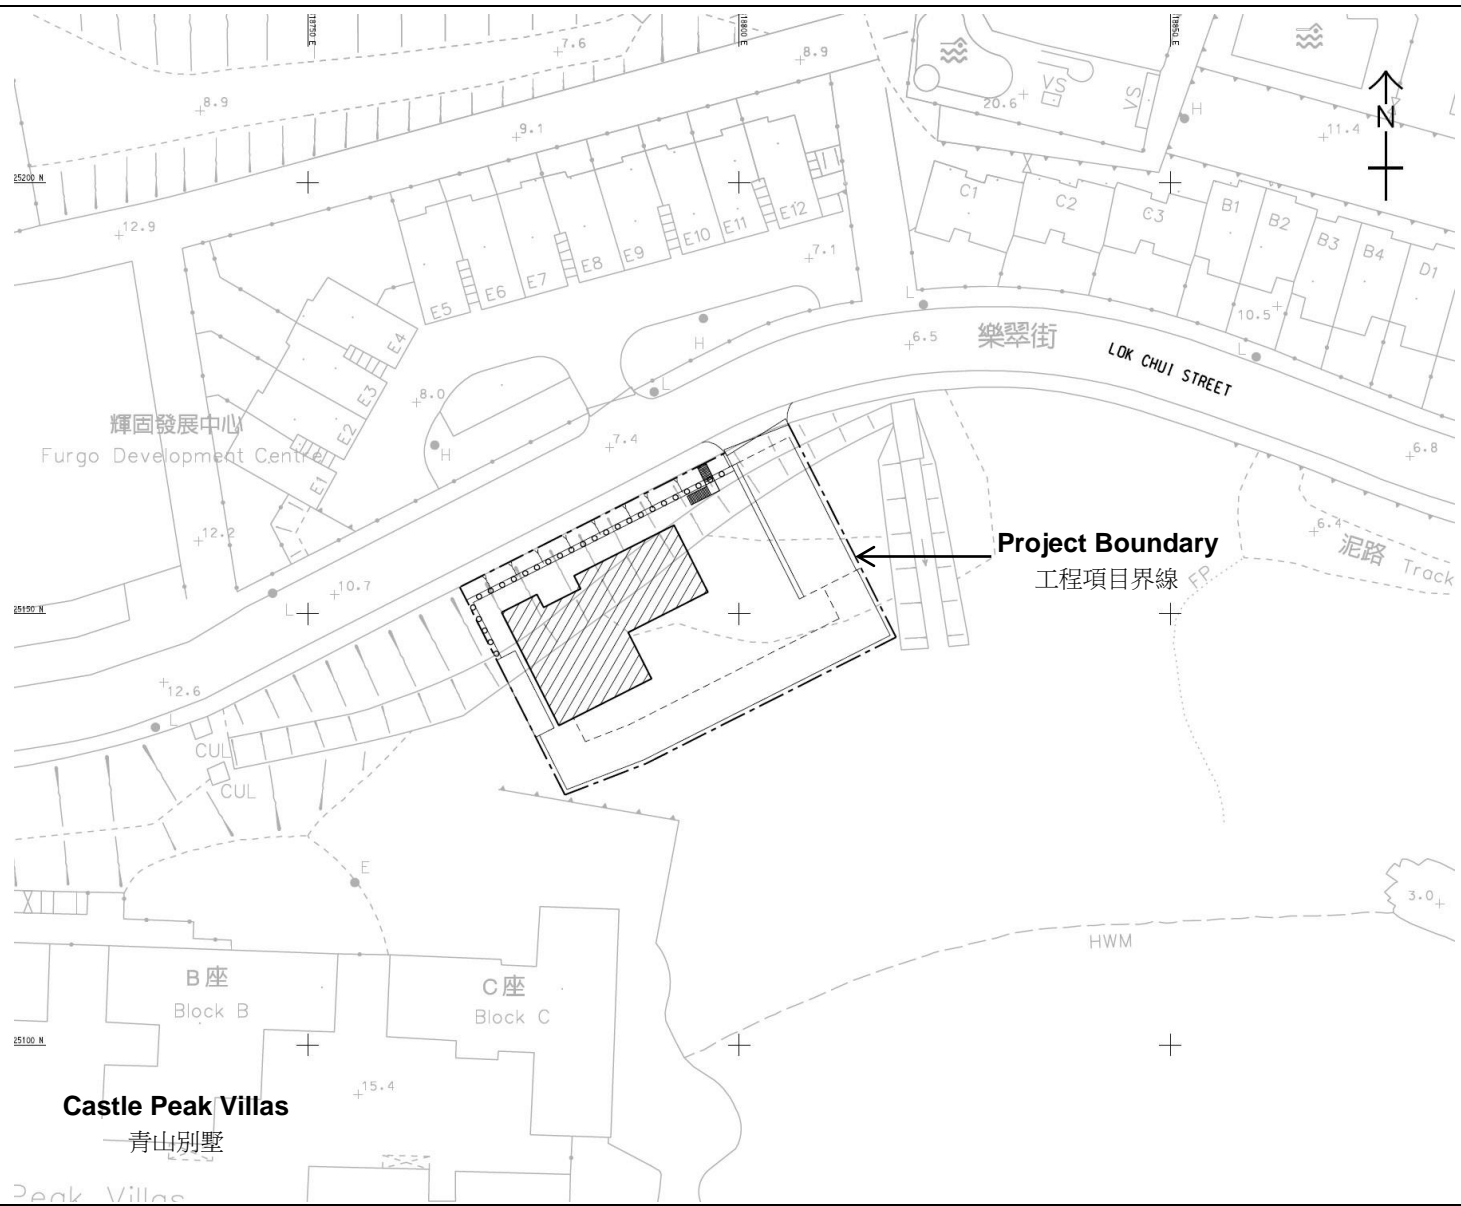 18750 E
18800 E
18850 E
7.6
8.9
VS
VS
20.6
H
N
11.4
8.9
9.1
25200 N
12.9
C1
C2
C3
B1
B2
B3
B4
D1
E12
E11
E10
E9
E8
E7
E6
E5
7.1
L
10.5
L
6.5
樂翠街
LOK CHUI STREET
H
E4
E3
E2
E1
8.0
L
H
7.4
6.8
輝固發展中心
Furgo Development Centre
12.2
6.4
泥路
Track
Project Boundary
工程項目界線
F.P.
10.7
L
25150 N
12.6
L
CUL
CUL
E
3.0
HWM
B座
Block B
C座
Block C
25100 N
15.4
Castle Peak Villas
青山別墅
Peak Villas